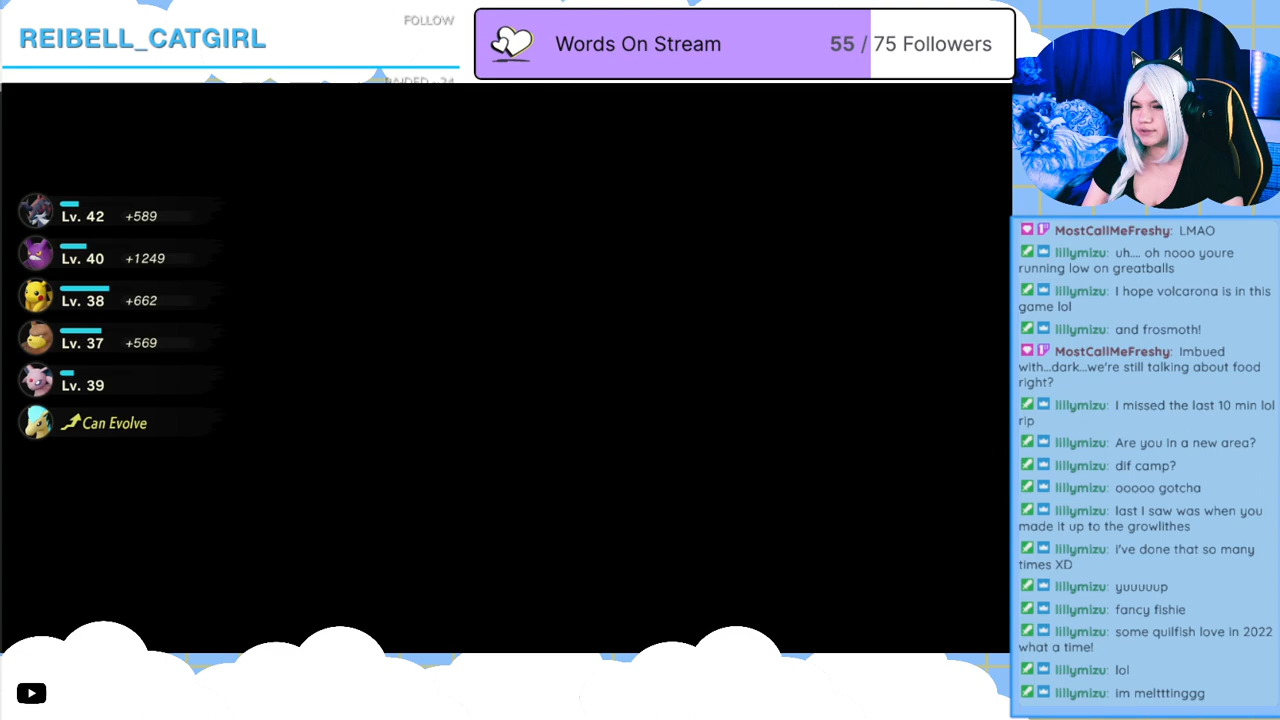 REIBELL_CATGIRL
FOLLOW
RAIDED - 24
Words On Stream 55 / 75 Followers
Lv. 42 +589
Lv. 40 +1249
Lv. 38 +662
Lv. 37 +569
Lv. 39
Can Evolve
MostCallMeFreshy: LMAO
lillymizu: uh.... oh nooo youre
running low on greatballs
lillymizu: I hope volcarona is in this
game lol
lillymizu: and frosmoth!
MostCallMeFreshy: Imbued
with...dark...we're still talking about food
right?
lillymizu: I missed the last 10 min lol
rip
lillymizu: Are you in a new area?
lillymizu: dif camp?
lillymizu: ooooo gotcha
lillymizu: last I saw was when you
made it up to the growlithes
lillymizu: i've done that so many
times XD
lillymizu: yuuuuup
lillymizu: fancy fishie
lillymizu: some quilfish love in 2022
what a time!
lillymizu: lol
lillymizu: im meltttinggg